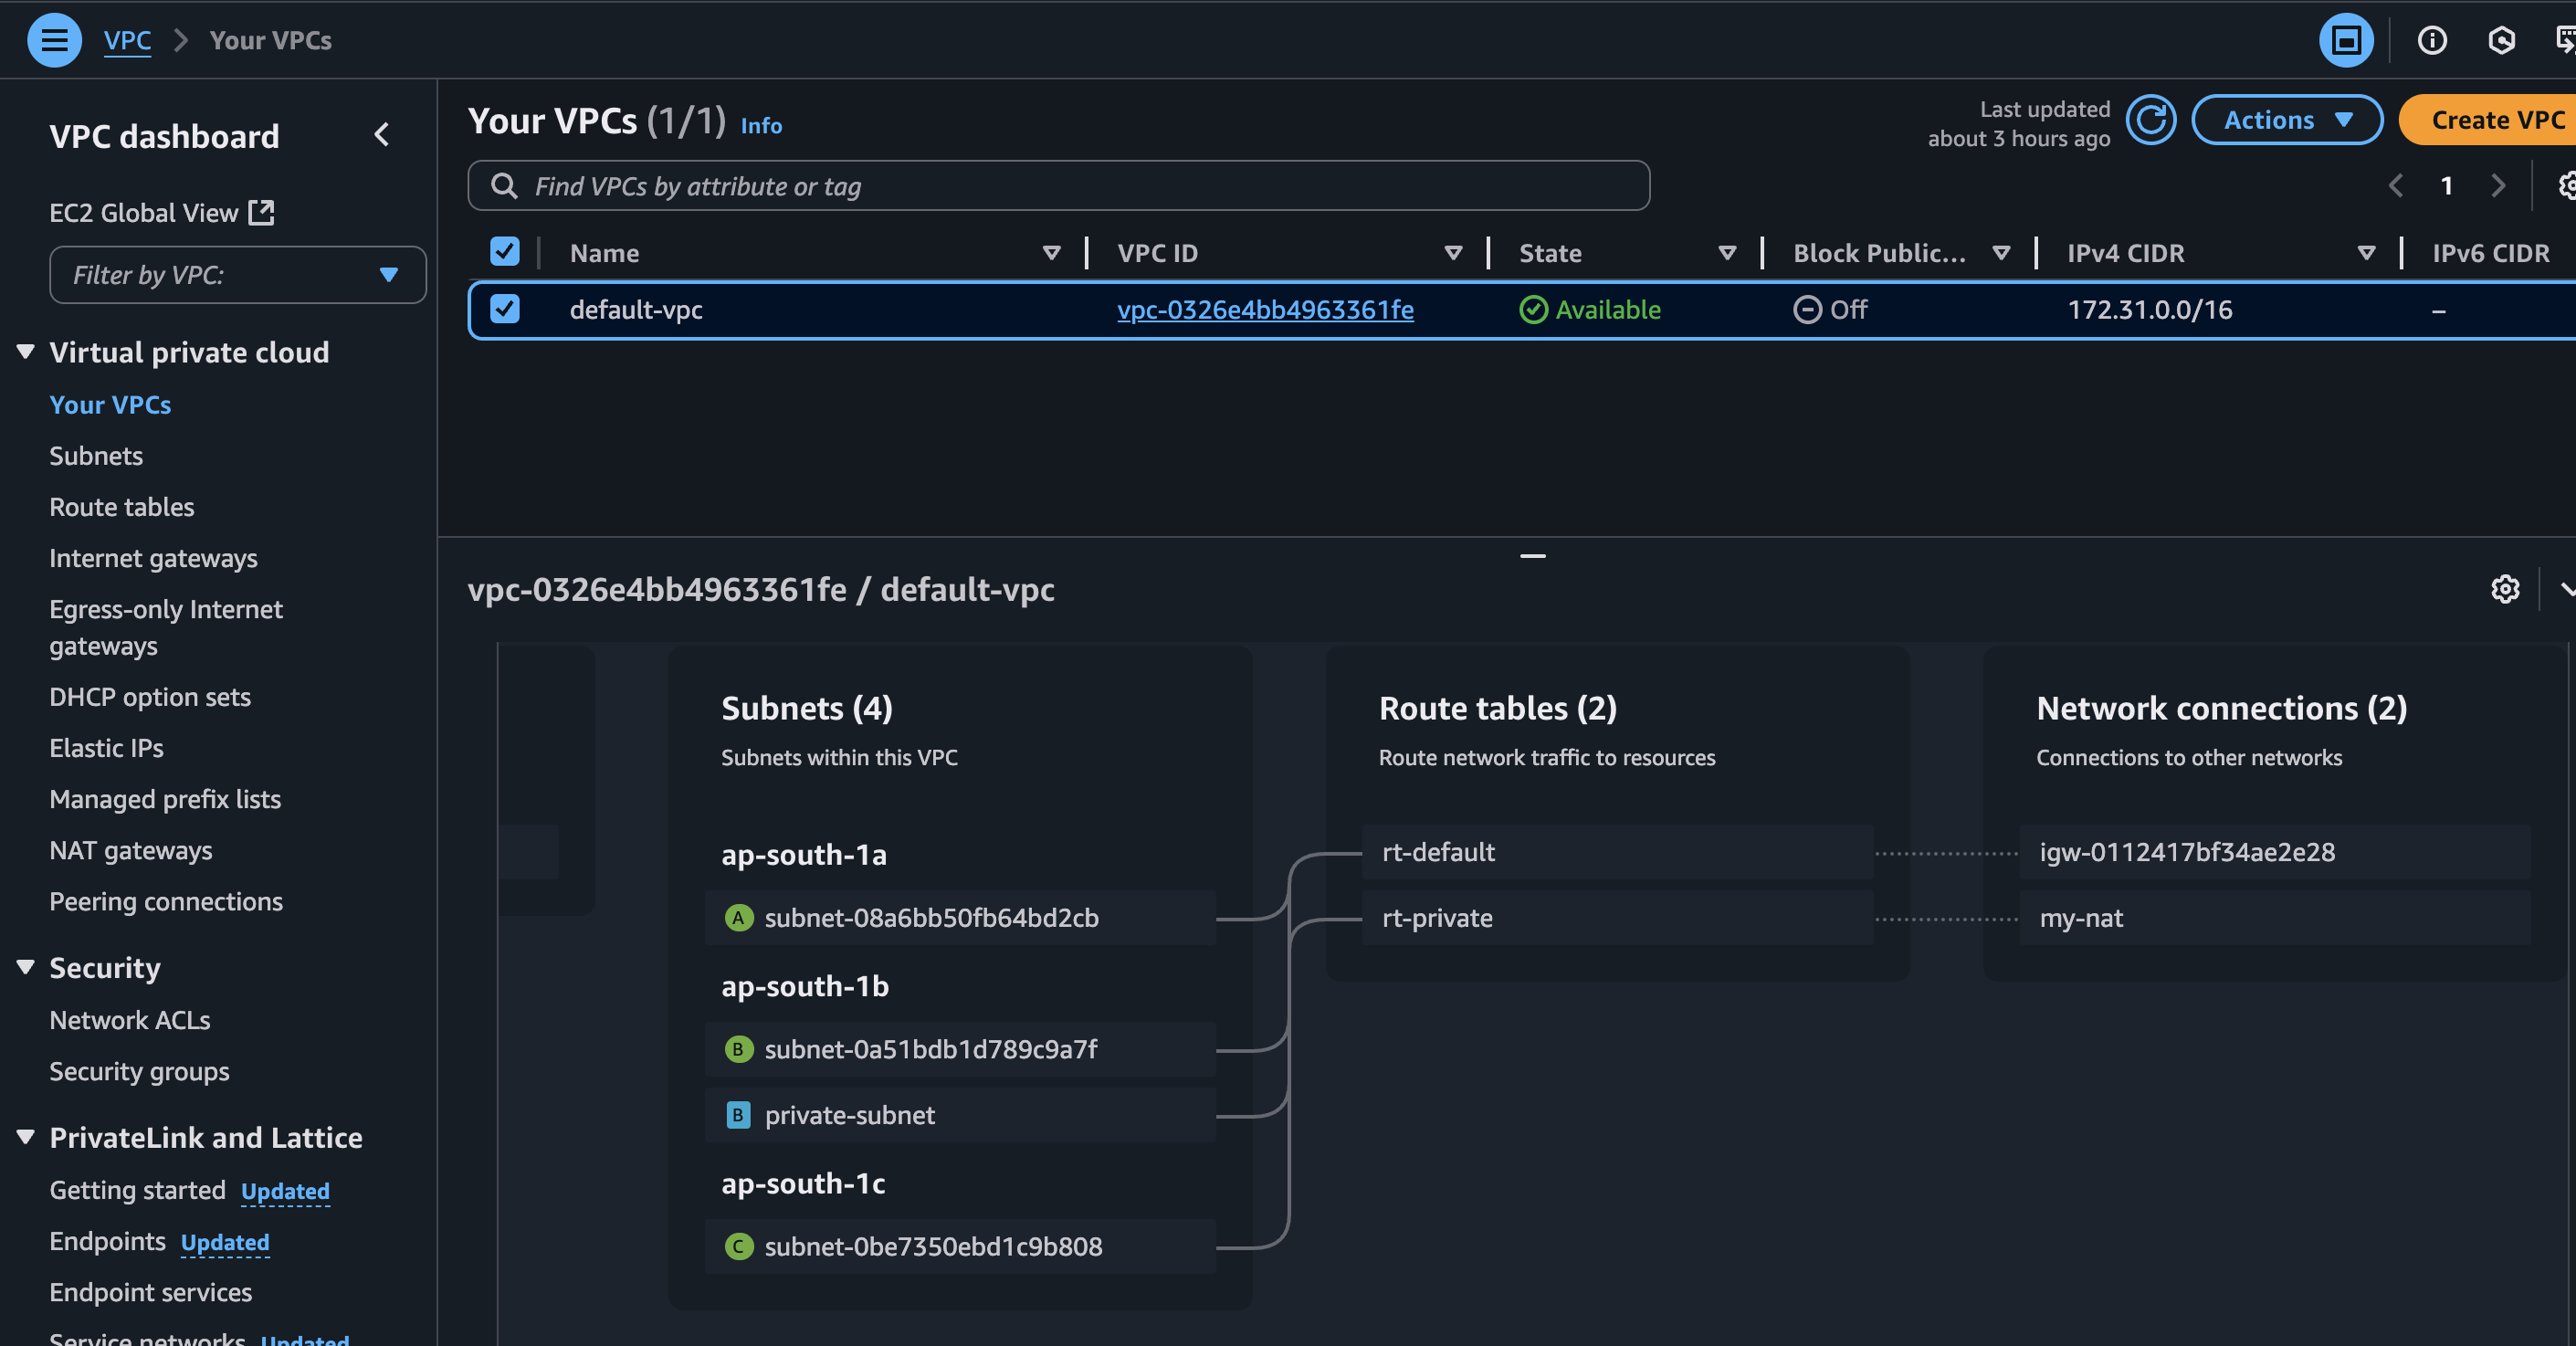 VPC > Your VPCs
VPC dashboard
EC2 Global View
Filter by VPC:
Virtual private cloud
Your VPCs
Subnets
Route tables
Internet gateways
Egress-only Internet
gateways
DHCP option sets
Elastic IPs
Managed prefix lists
NAT gateways
Peering connections
Security
Network ACLs
Security groups
PrivateLink and Lattice
Getting started Updated
Endpoints Updated
Endpoint services
Service networks Updated
Your VPCs (1/1) Info
Last updated
about 3 hours ago
Actions
Create VPC
Find VPCs by attribute or tag
1
Name VPC ID State Block Public... IPv4 CIDR IPv6 CIDR
default-vpc vpc-0326e4bb4963361fe Available Off 172.31.0.0/16 –
vpc-0326e4bb4963361fe / default-vpc
Subnets (4)
Subnets within this VPC
ap-south-1a
A subnet-08a6bb50fb64bd2cb
ap-south-1b
B subnet-0a51bdb1d789c9a7f
B private-subnet
ap-south-1c
C subnet-0be7350ebd1c9b808
Route tables (2)
Route network traffic to resources
rt-default
rt-private
Network connections (2)
Connections to other networks
igw-0112417bf34ae2e28
my-nat